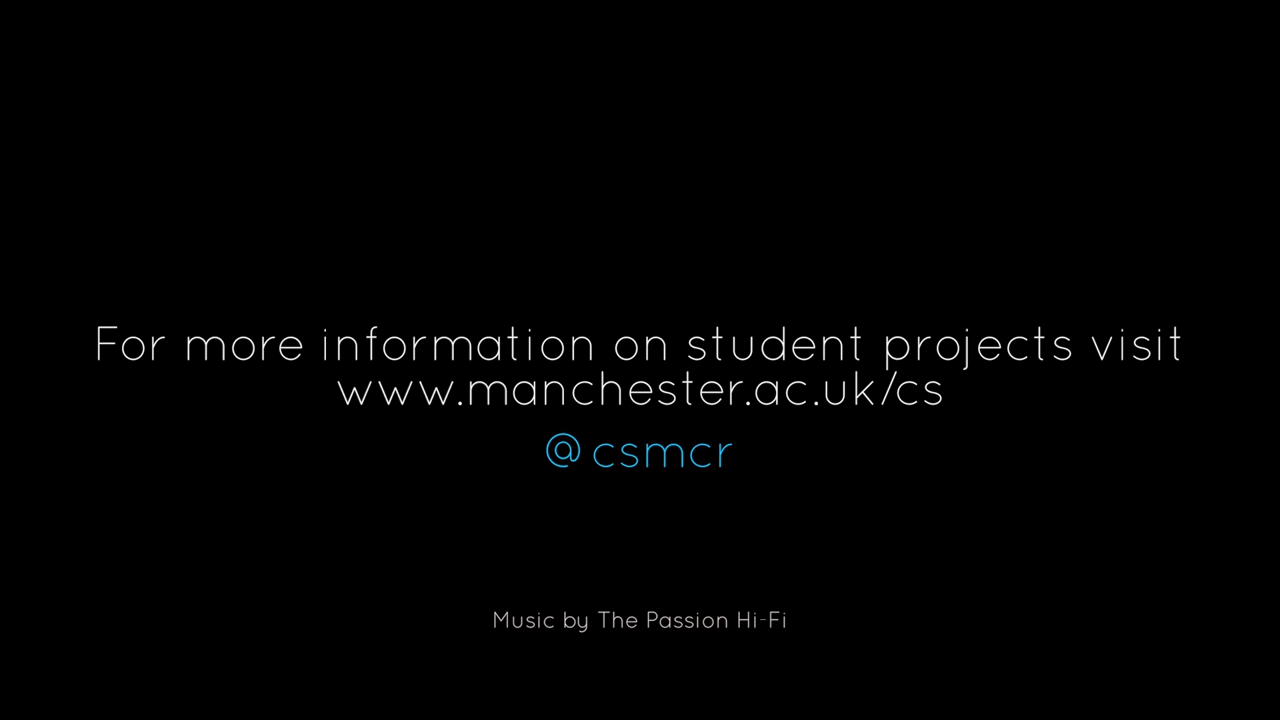 For more information on student projects visit
www.manchester.ac.uk/cs
@csmcr
Music by The Passion Hi-Fi